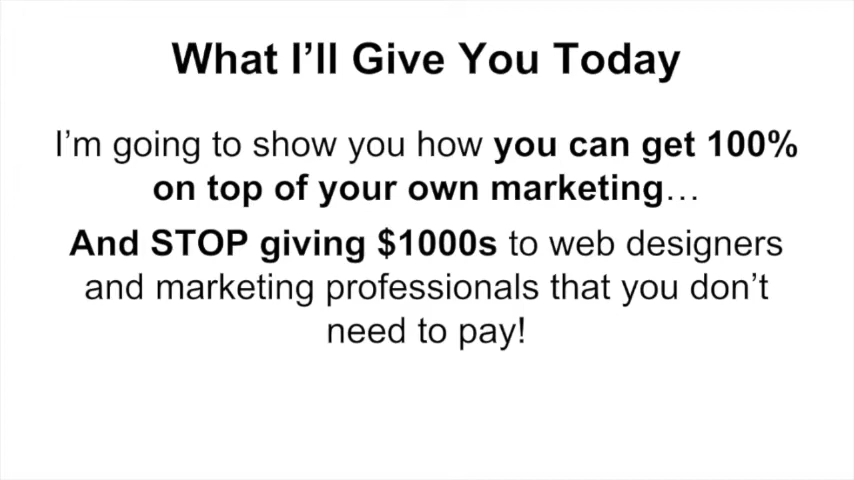 What I’ll Give You Today
I’m going to show you how you can get 100%
on top of your own marketing…
And STOP giving $1000s to web designers
and marketing professionals that you don’t
need to pay!